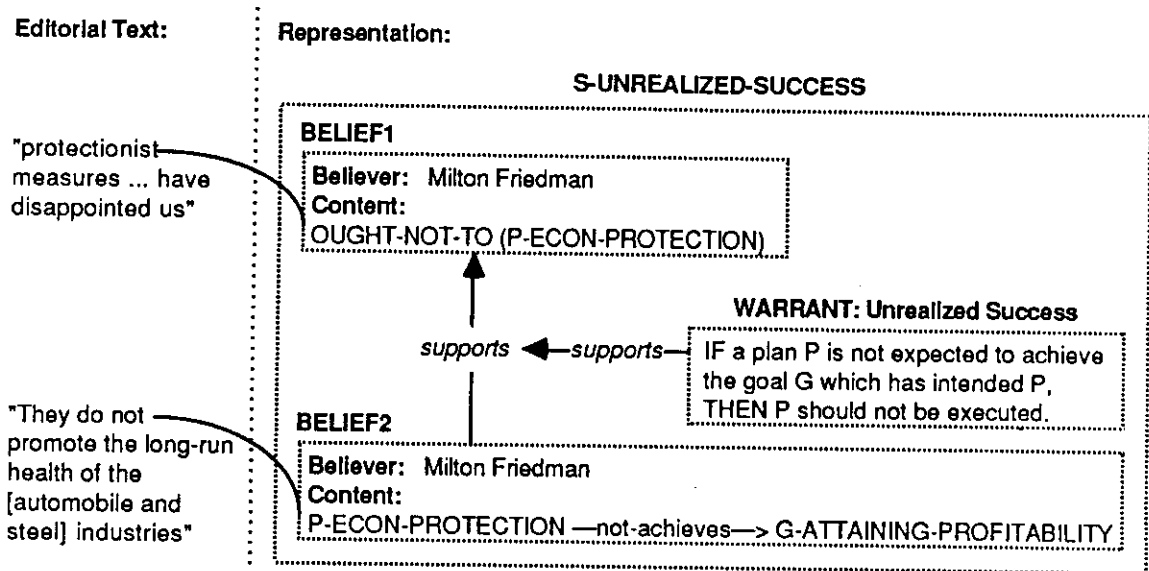 Editorial Text:
Representation:
S-UNREALIZED-SUCCESS
BELIEF1
"protectionist
measures ... have
disappointed us"
Believer: Milton Friedman
Content:
OUGHT-NOT-TO (P-ECON-PROTECTION)
WARRANT: Unrealized Success
supports
supports
IF a plan P is not expected to achieve
the goal G which has intended P,
THEN P should not be executed.
"They do not
promote the long-run
health of the
[automobile and
steel] industries"
BELIEF2
Believer: Milton Friedman
Content:
P-ECON-PROTECTION —not-achieves—> G-ATTAINING-PROFITABILITY